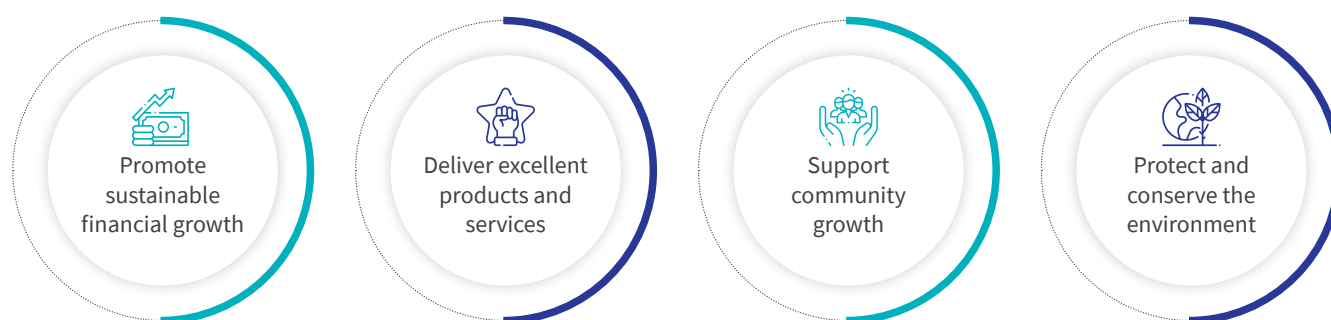 Promote
sustainable
financial growth
Deliver excellent
products and
services
Support
community
growth
Protect and
conserve the
environment